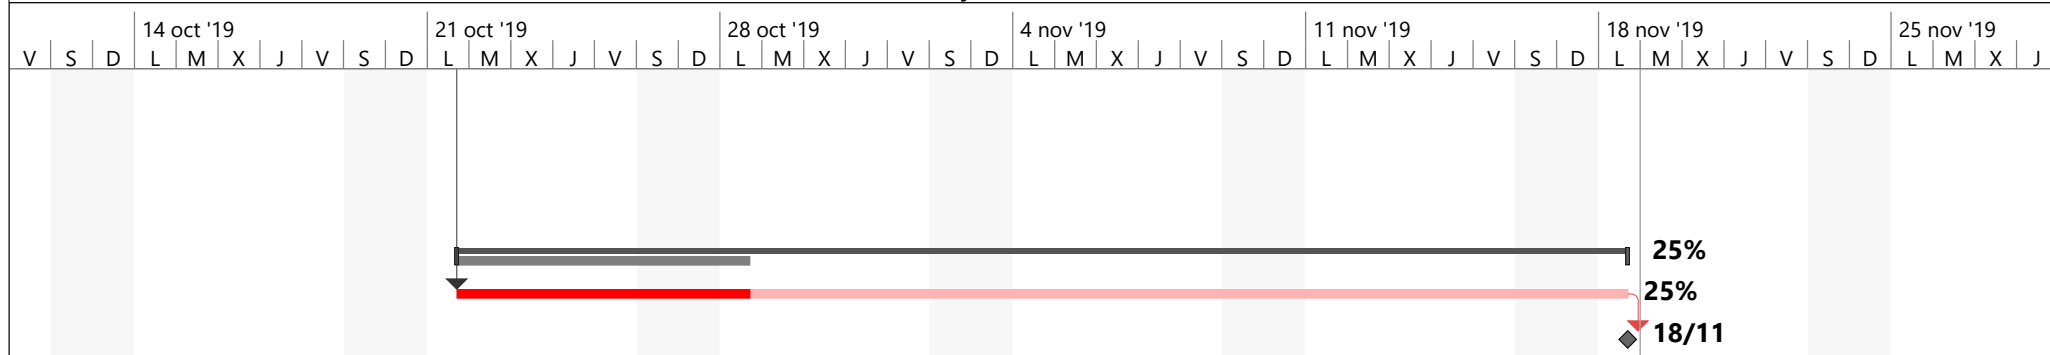 14 oct '19 21 oct '19 28 oct '19 4 nov '19 11 nov '19 18 nov '19 25 nov '19
V S D L M X J V S D L M X J V S D L M X J V S D L M X J V S D L M X J V S D L M X J V S D L M X J
25%
25%
18/11